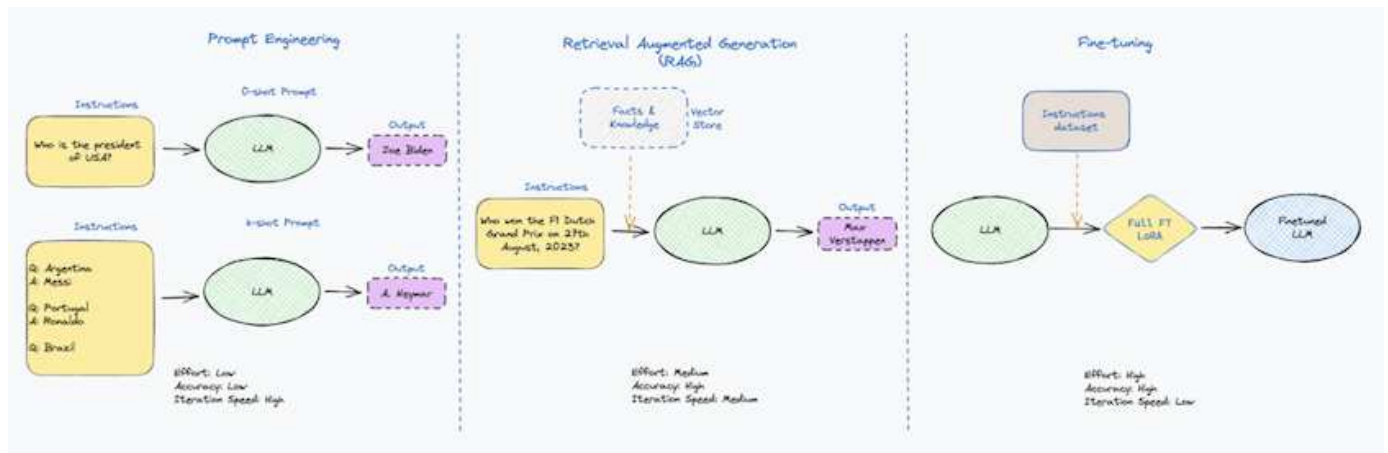 Prompt Engineering
0-shot Prompt
Instructions
Who is the president
of USA?
LLM
Output
Joe Biden
k-shot Prompt
Instructions
Q: Argentina
A: Messi
Q: Portugal
A: Ronaldo
Q: Brazil
LLM
Output
A: Neymar
Effort: Low
Accuracy: Low
Iteration Speed: High
Retrieval Augmented Generation
(RAG)
Facts &
Knowledge
Vector
Store
Instructions
Who won the F1 Dutch
Grand Prix on 27th
August, 2023?
LLM
Output
Max
Verstappen
Effort: Medium
Accuracy: High
Iteration Speed: Medium
Fine-tuning
Instructions
dataset
LLM
Full FT
LoRA
Finetuned
LLM
Effort: High
Accuracy: High
Iteration Speed: Low